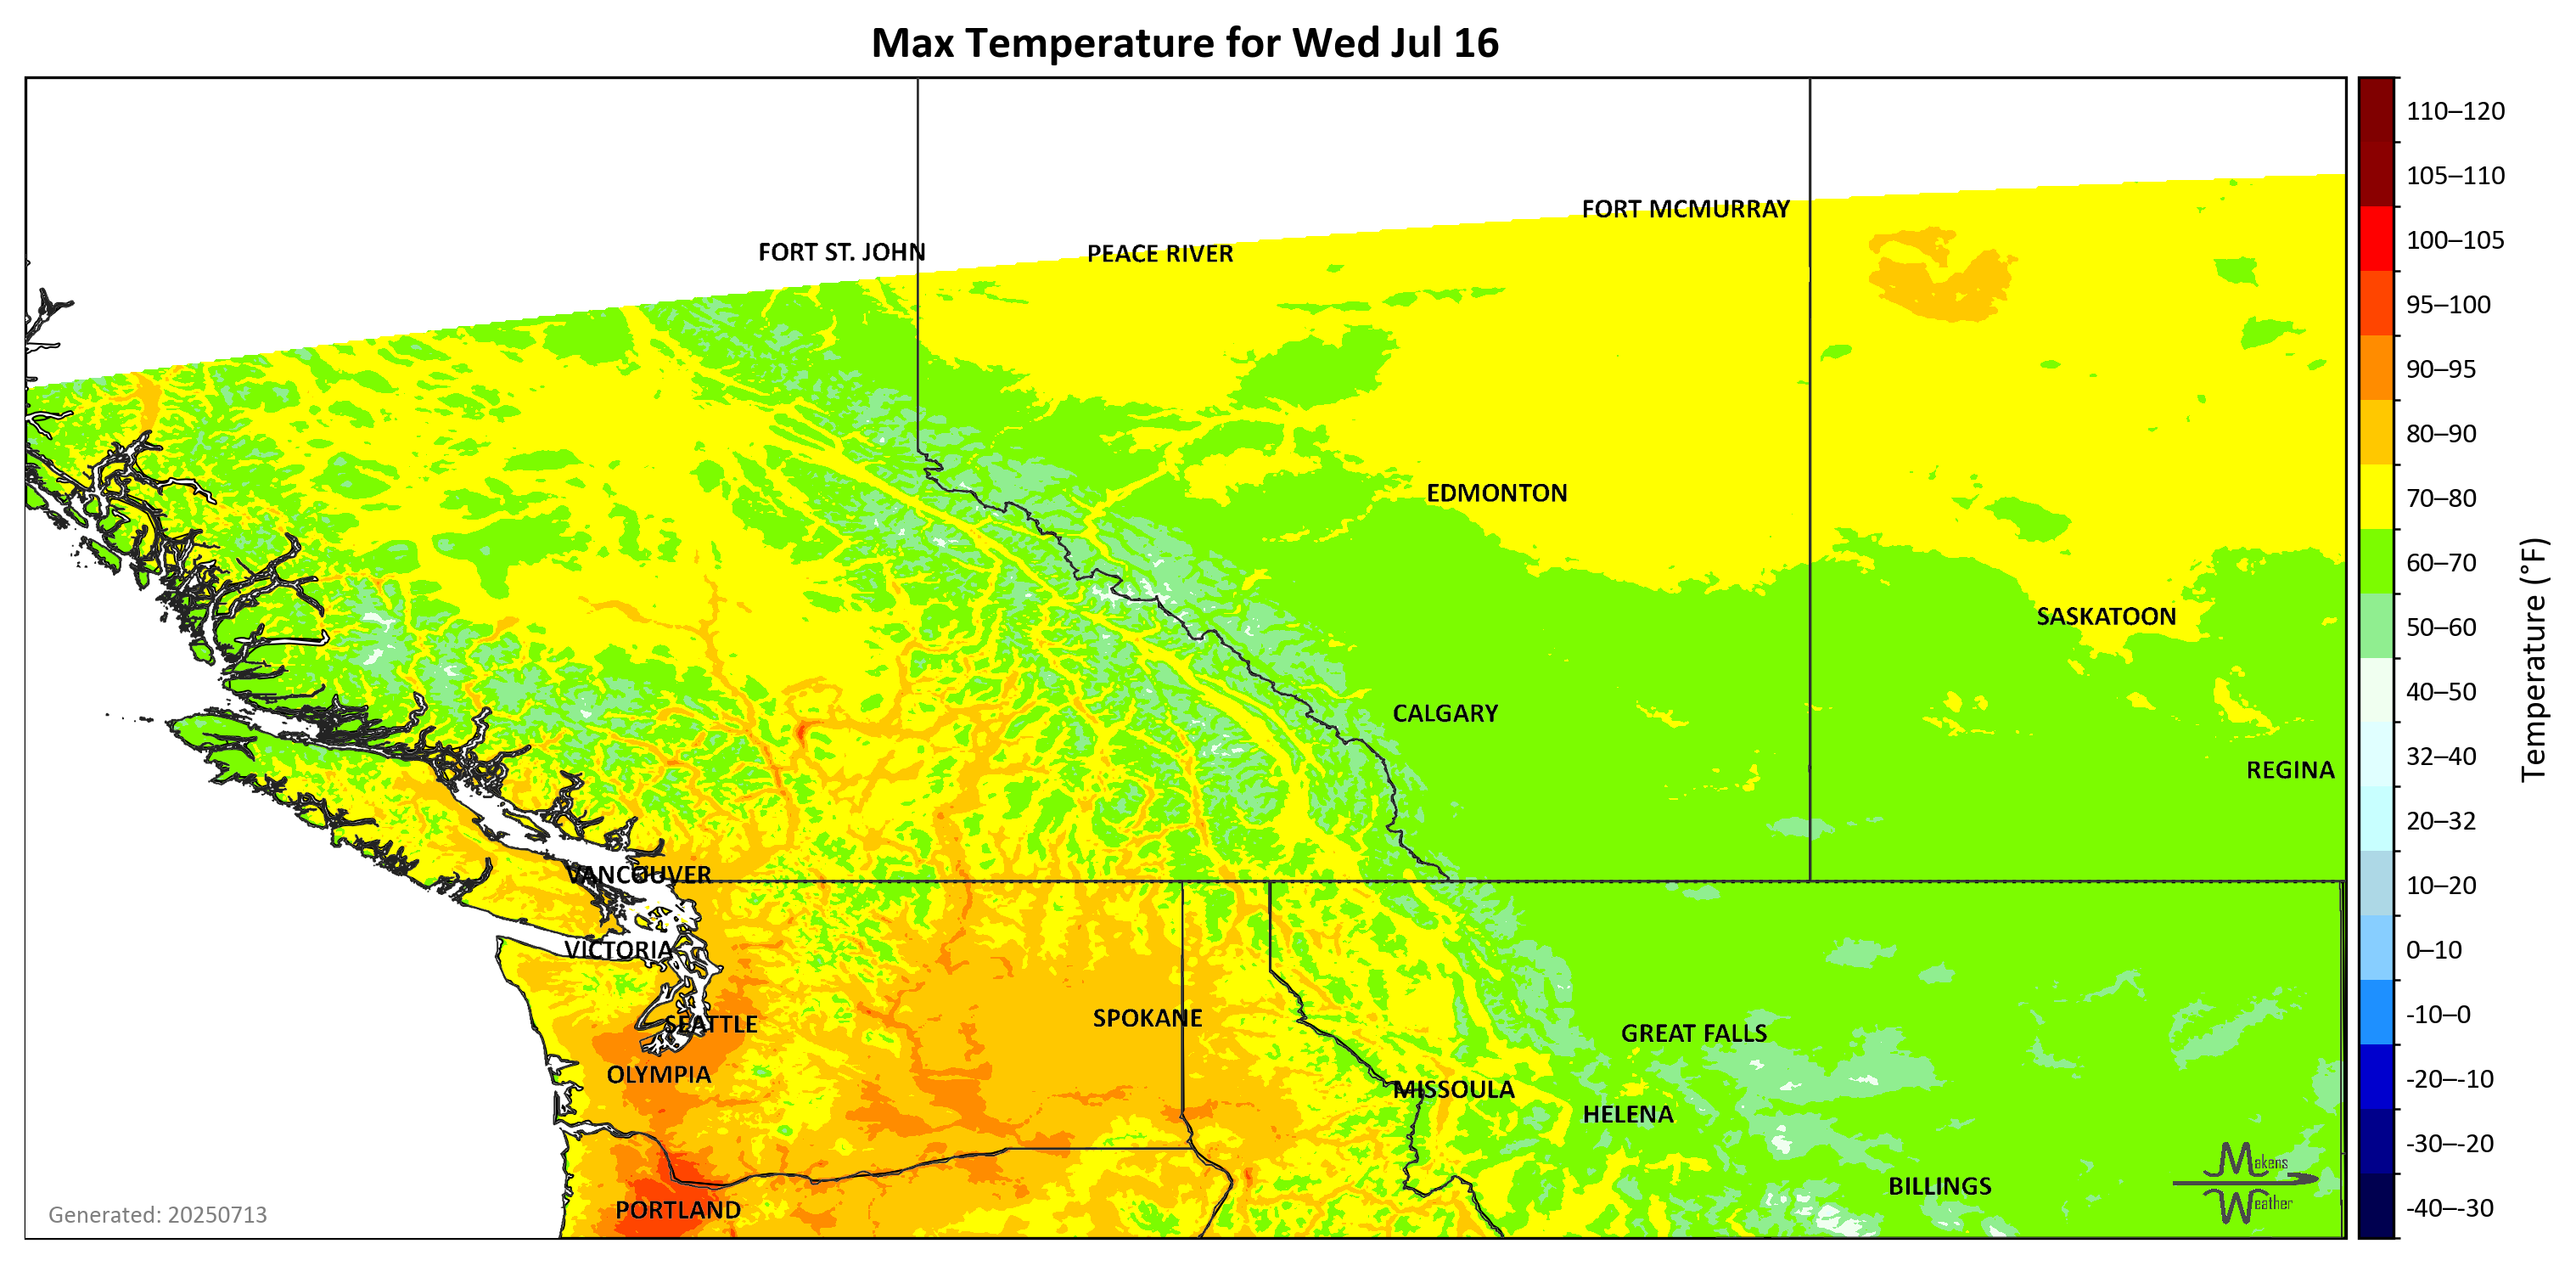 Max Temperature for Wed Jul 16
FORT MCMURRAY
FORT ST. JOHN
PEACE RIVER
EDMONTON
SASKATOON
CALGARY
REGINA
VANCOUVER
VICTORIA
SEATTLE
SPOKANE
GREAT FALLS
OLYMPIA
MISSOULA
HELENA
BILLINGS
PORTLAND
Makens
Weather
Generated: 20250713
110–120
105–110
100–105
95–100
90–95
80–90
70–80
60–70
50–60
40–50
32–40
20–32
10–20
0–10
-10–0
-20–-10
-30–-20
-40–-30
Temperature (°F)